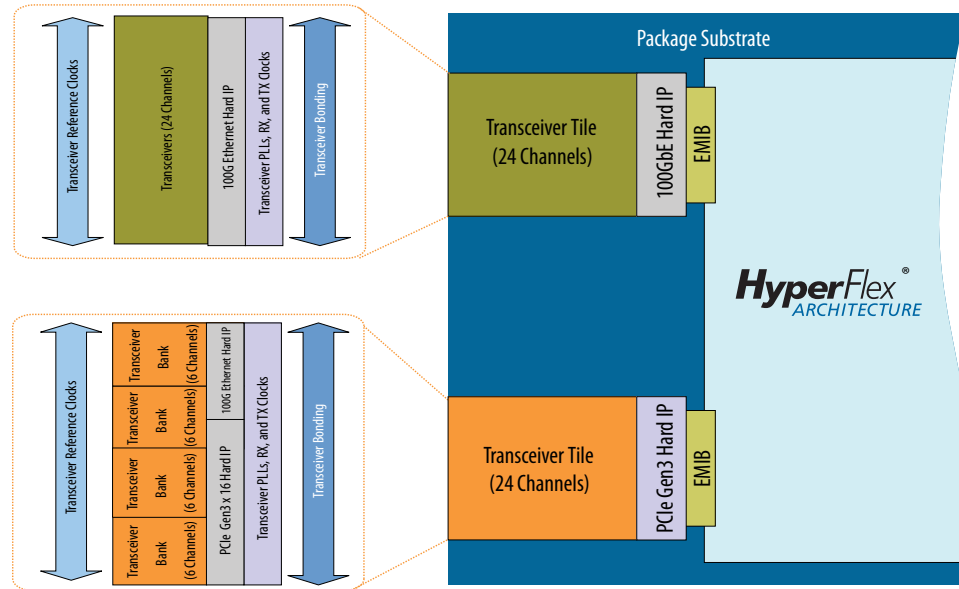 Transceiver Reference Clocks
Transceivers (24 Channels)
100G Ethernet Hard IP
Transceiver PLLs, RX, and TX Clocks
Transceiver Bonding
Package Substrate
Transceiver Tile
(24 Channels)
100GbE Hard IP
EMIB
HyperFlex®
ARCHITECTURE
Transceiver Reference Clocks
Transceiver
Bank
(6 Channels)
Transceiver
Bank
(6 Channels)
Transceiver
Bank
(6 Channels)
Transceiver
Bank
(6 Channels)
100G Ethernet Hard IP
PCIe Gen3 x 16 Hard IP
Transceiver PLLs, RX, and TX Clocks
Transceiver Bonding
Transceiver Tile
(24 Channels)
PCIe Gen3 Hard IP
EMIB